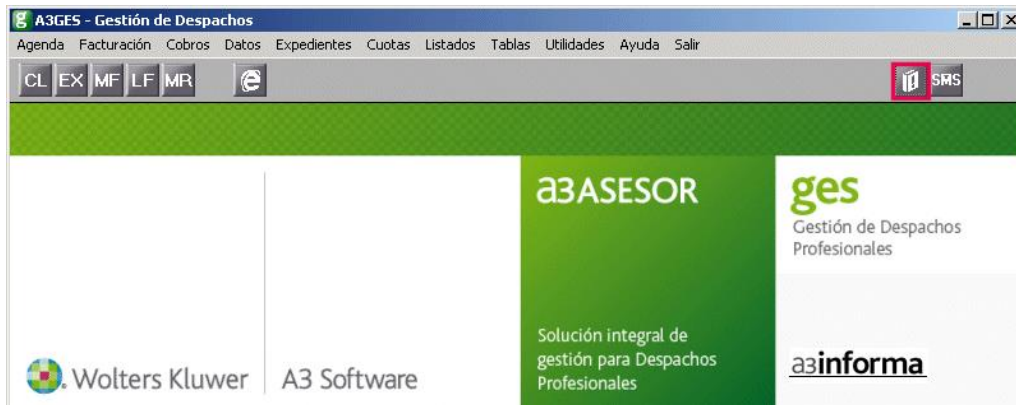 A3GES - Gestión de Despachos
Agenda Facturación Cobros Datos Expedientes Cuotas Listados Tablas Utilidades Ayuda Salir
CL EX MF LF MR e SMS
a3ASESOR
ges
Gestión de Despachos
Profesionales
Solución integral de
gestión para Despachos
Profesionales
a3informa
Wolters Kluwer
A3 Software